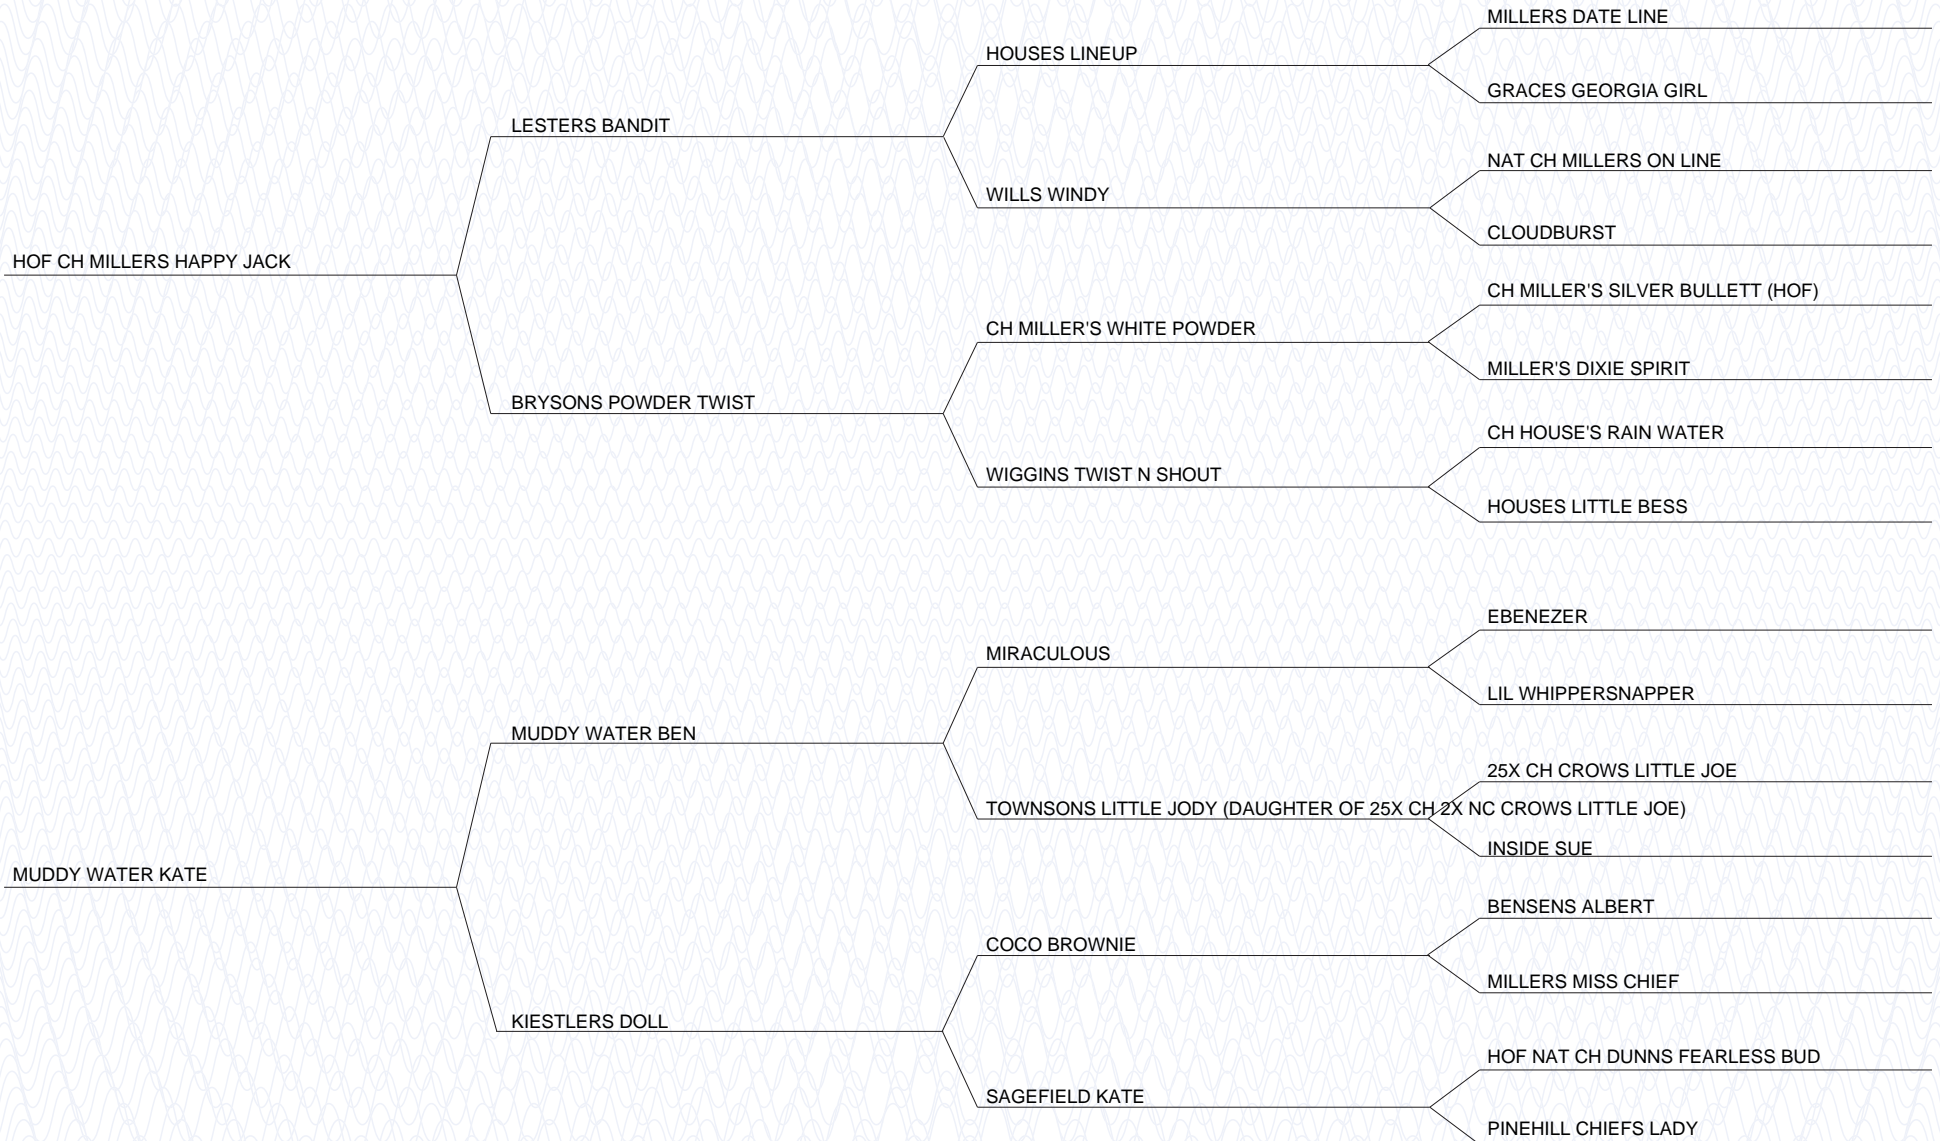 MILLERS DATE LINE
HOUSES LINEUP
GRACES GEORGIA GIRL
LESTERS BANDIT
NAT CH MILLERS ON LINE
WILLS WINDY
CLOUDBURST
HOF CH MILLERS HAPPY JACK
CH MILLER'S SILVER BULLETT (HOF)
CH MILLER'S WHITE POWDER
MILLER'S DIXIE SPIRIT
BRYSONS POWDER TWIST
CH HOUSE'S RAIN WATER
WIGGINS TWIST N SHOUT
HOUSES LITTLE BESS
EBENEZER
MIRACULOUS
LIL WHIPPERSNAPPER
MUDDY WATER BEN
25X CH CROWS LITTLE JOE
TOWNSONS LITTLE JODY (DAUGHTER OF 25X CH 2X NC CROWS LITTLE JOE)
INSIDE SUE
MUDDY WATER KATE
BENSENS ALBERT
COCO BROWNIE
MILLERS MISS CHIEF
KIESTLERS DOLL
HOF NAT CH DUNNS FEARLESS BUD
SAGEFIELD KATE
PINEHILL CHIEFS LADY